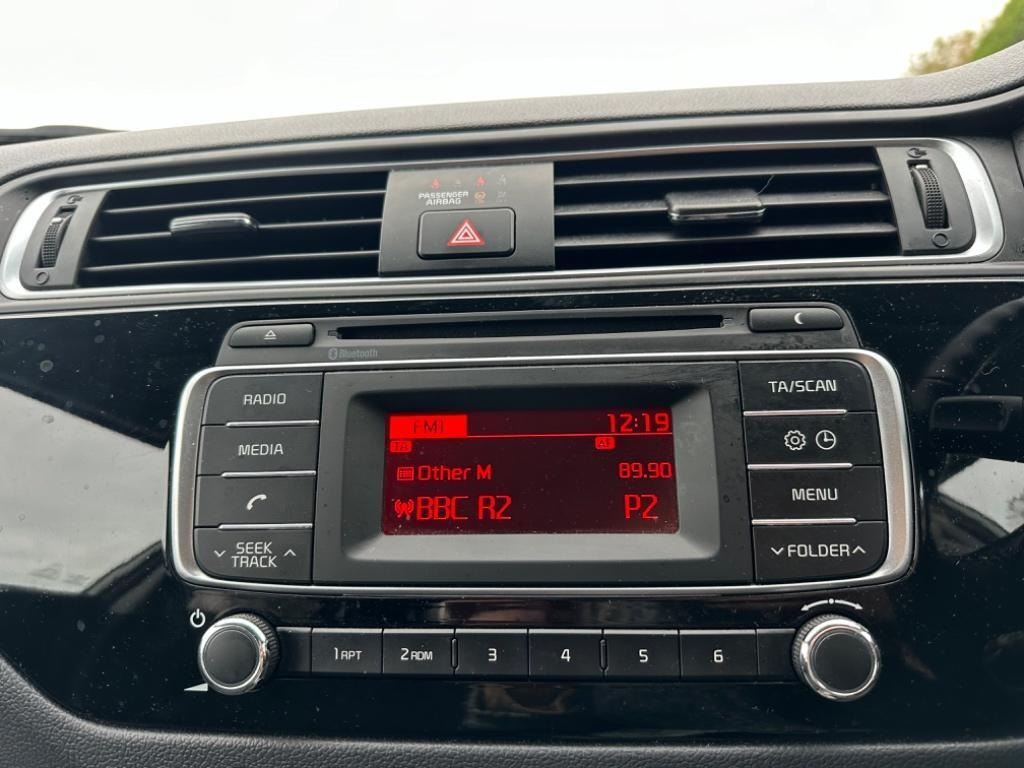 PASSENGER
AIRBAG
Bluetooth
RADIO
MEDIA
SEEK
TRACK
FM1
12:19
TA
AF
Other M
89.90
BBC R2
P2
TA/SCAN
MENU
FOLDER
1 RPT
2 RDM
3
4
5
6